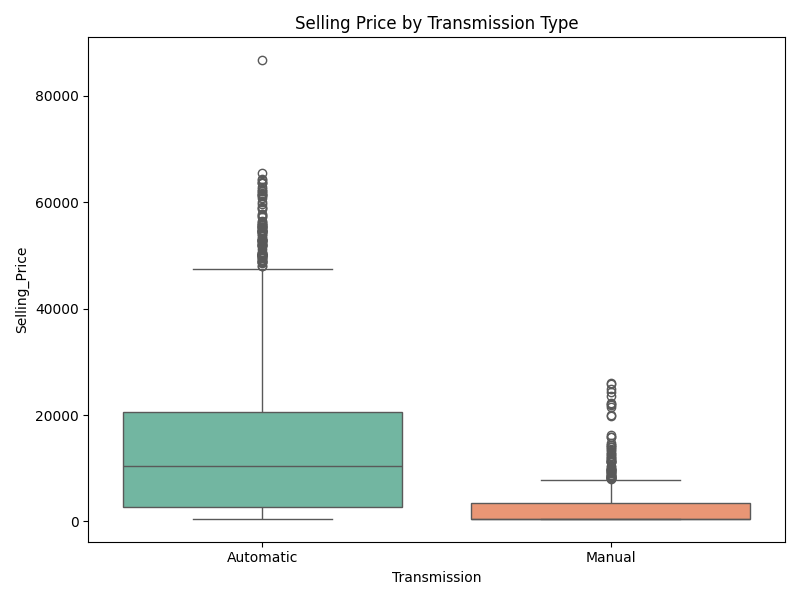 Selling Price by Transmission Type
80000
60000
40000
20000
0
Selling_Price
Automatic
Manual
Transmission